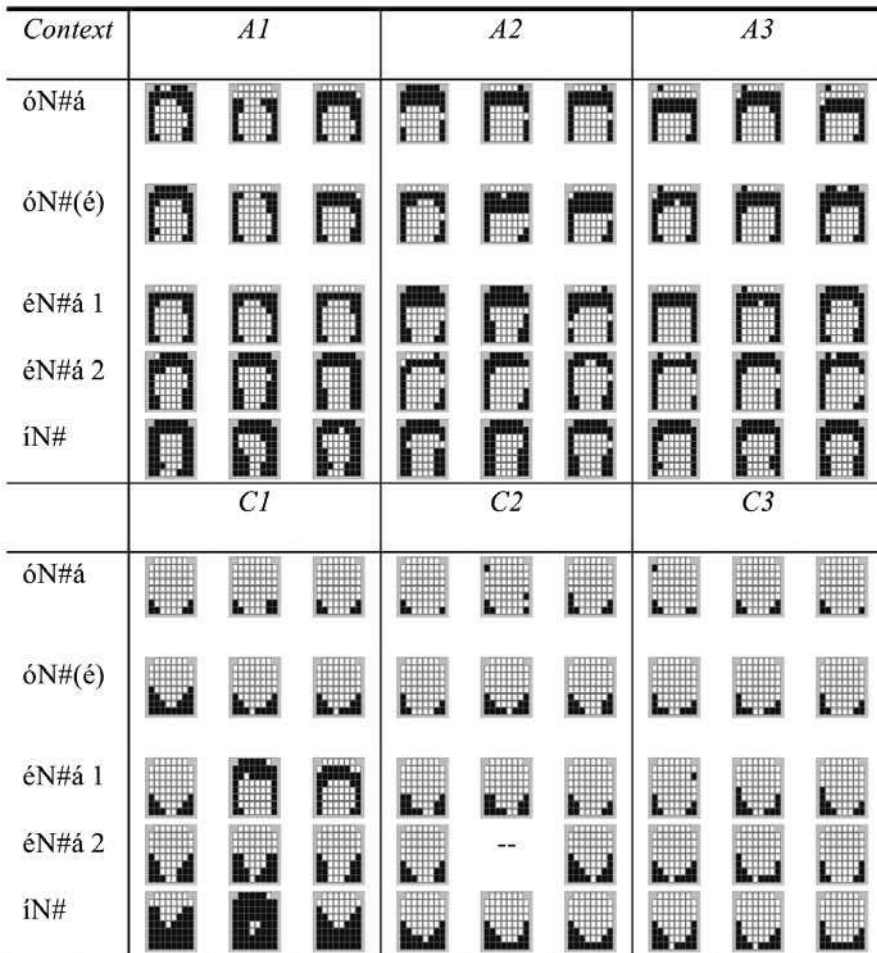 Context A1 A2 A3
óN#á
óN#(é)
éN#á 1
éN#á 2
íN#
C1 C2 C3
óN#á
óN#(é)
éN#á 1
éN#á 2 --
íN#